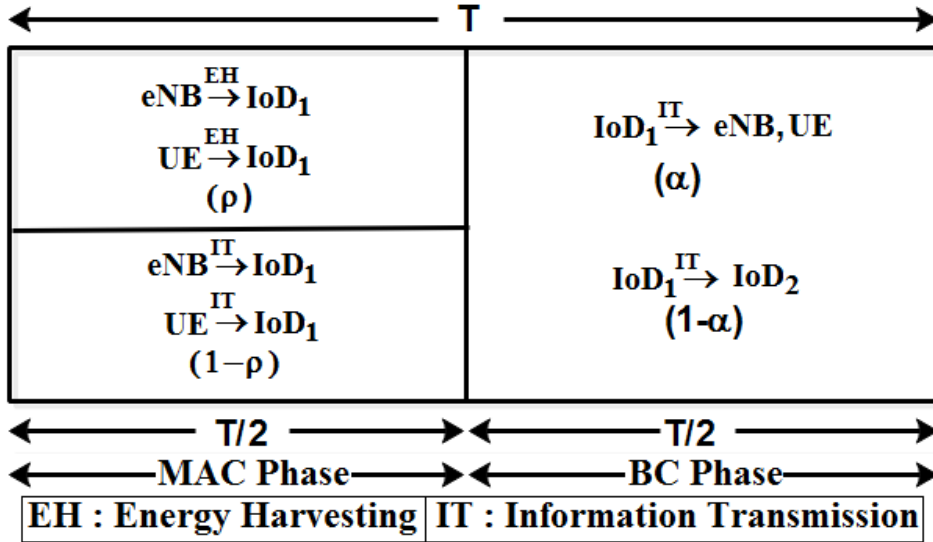 T
eNB EH→ IoD1
UE EH→ IoD1
(ρ)
eNB IT→ IoD1
UE IT→ IoD1
(1−ρ)
IoD1 IT→ eNB, UE
(α)
IoD1 IT→ IoD2
(1-α)
T/2
T/2
MAC Phase
BC Phase
EH : Energy Harvesting
IT : Information Transmission